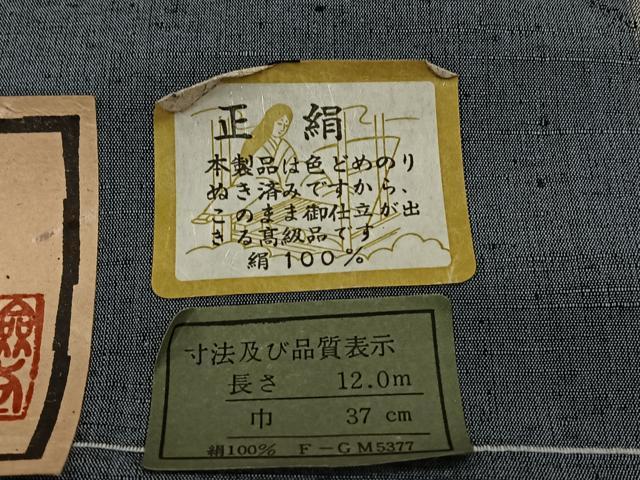 正絹
本製品は色どめのり
ぬき済みですから、
このまま御仕立が出
きる高級品です
絹100%
寸法及び品質表示
長さ 12.0m
巾 37 cm
絹100% F-GM5377